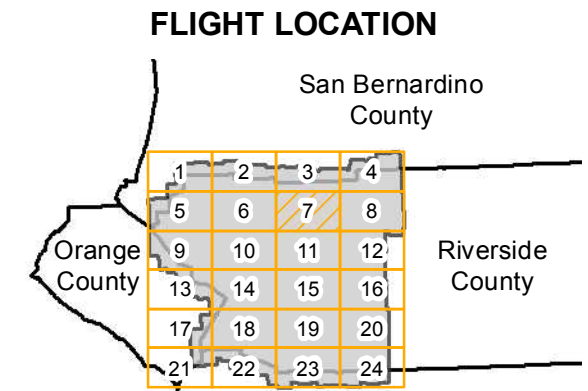 FLIGHT LOCATION
San Bernardino
County
1 2 3 4
5 6 7 8
Orange
County
9 10 11 12
Riverside
County
13 14 15 16
17 18 19 20
21 22 23 24